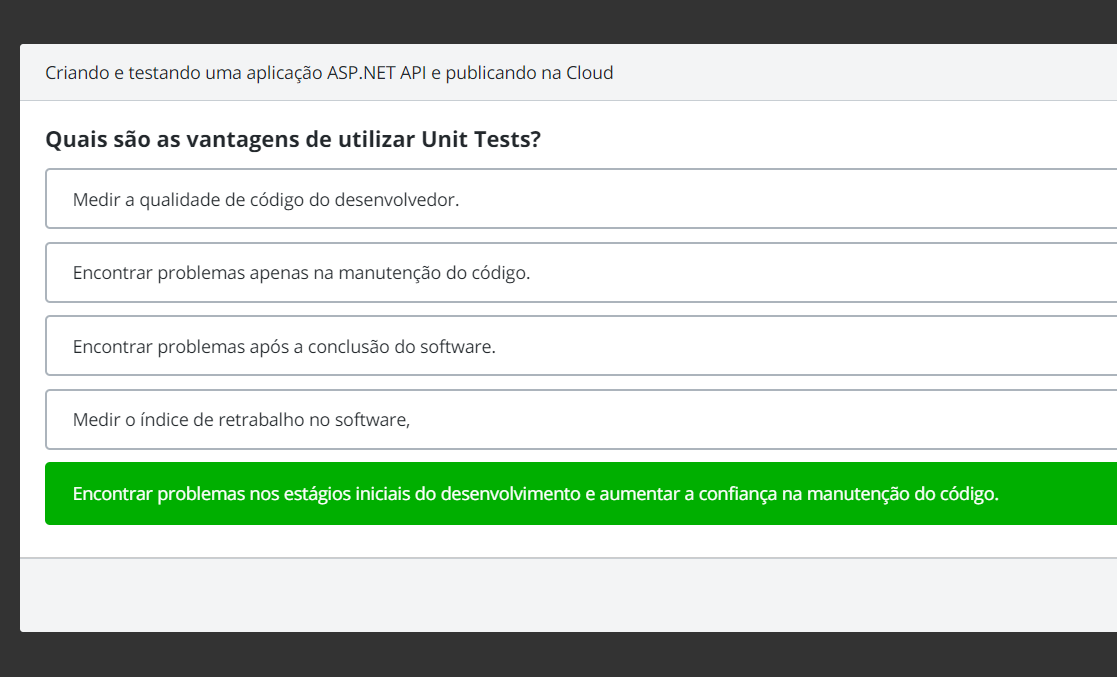 Criando e testando uma aplicação ASP.NET API e publicando na Cloud
Quais são as vantagens de utilizar Unit Tests?
Medir a qualidade de código do desenvolvedor.
Encontrar problemas apenas na manutenção do código.
Encontrar problemas após a conclusão do software.
Medir o índice de retrabalho no software,
Encontrar problemas nos estágios iniciais do desenvolvimento e aumentar a confiança na manutenção do código.